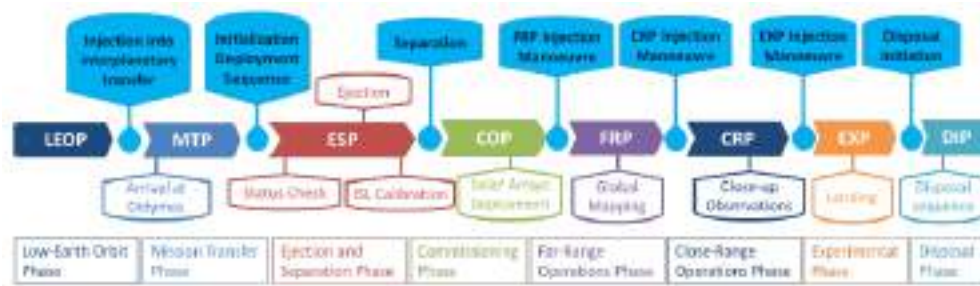 Injection into
Interplanetary
Transfer
Initialization
Deployment
Sequence
Separation
FRP Injection
Manoeuvre
CRP Injection
Manoeuvre
EXP Injection
Manoeuvre
Disposal
Initiation
Ejection
LEOP
MTP
ESP
COP
FRP
CRP
EXP
DIP
Arrival at
Didymos
Status Check
ISL Calibration
Solar Arrays
Deployment
Global
Mapping
Close-up
Observations
Landing
Disposal
sequence
Low-Earth Orbit
Phase
Mission Transfer
Phase
Ejection and
Separation Phase
Commissioning
Phase
Far-Range
Operations Phase
Close-Range
Operations Phase
Experimental
Phase
Disposal
Phase